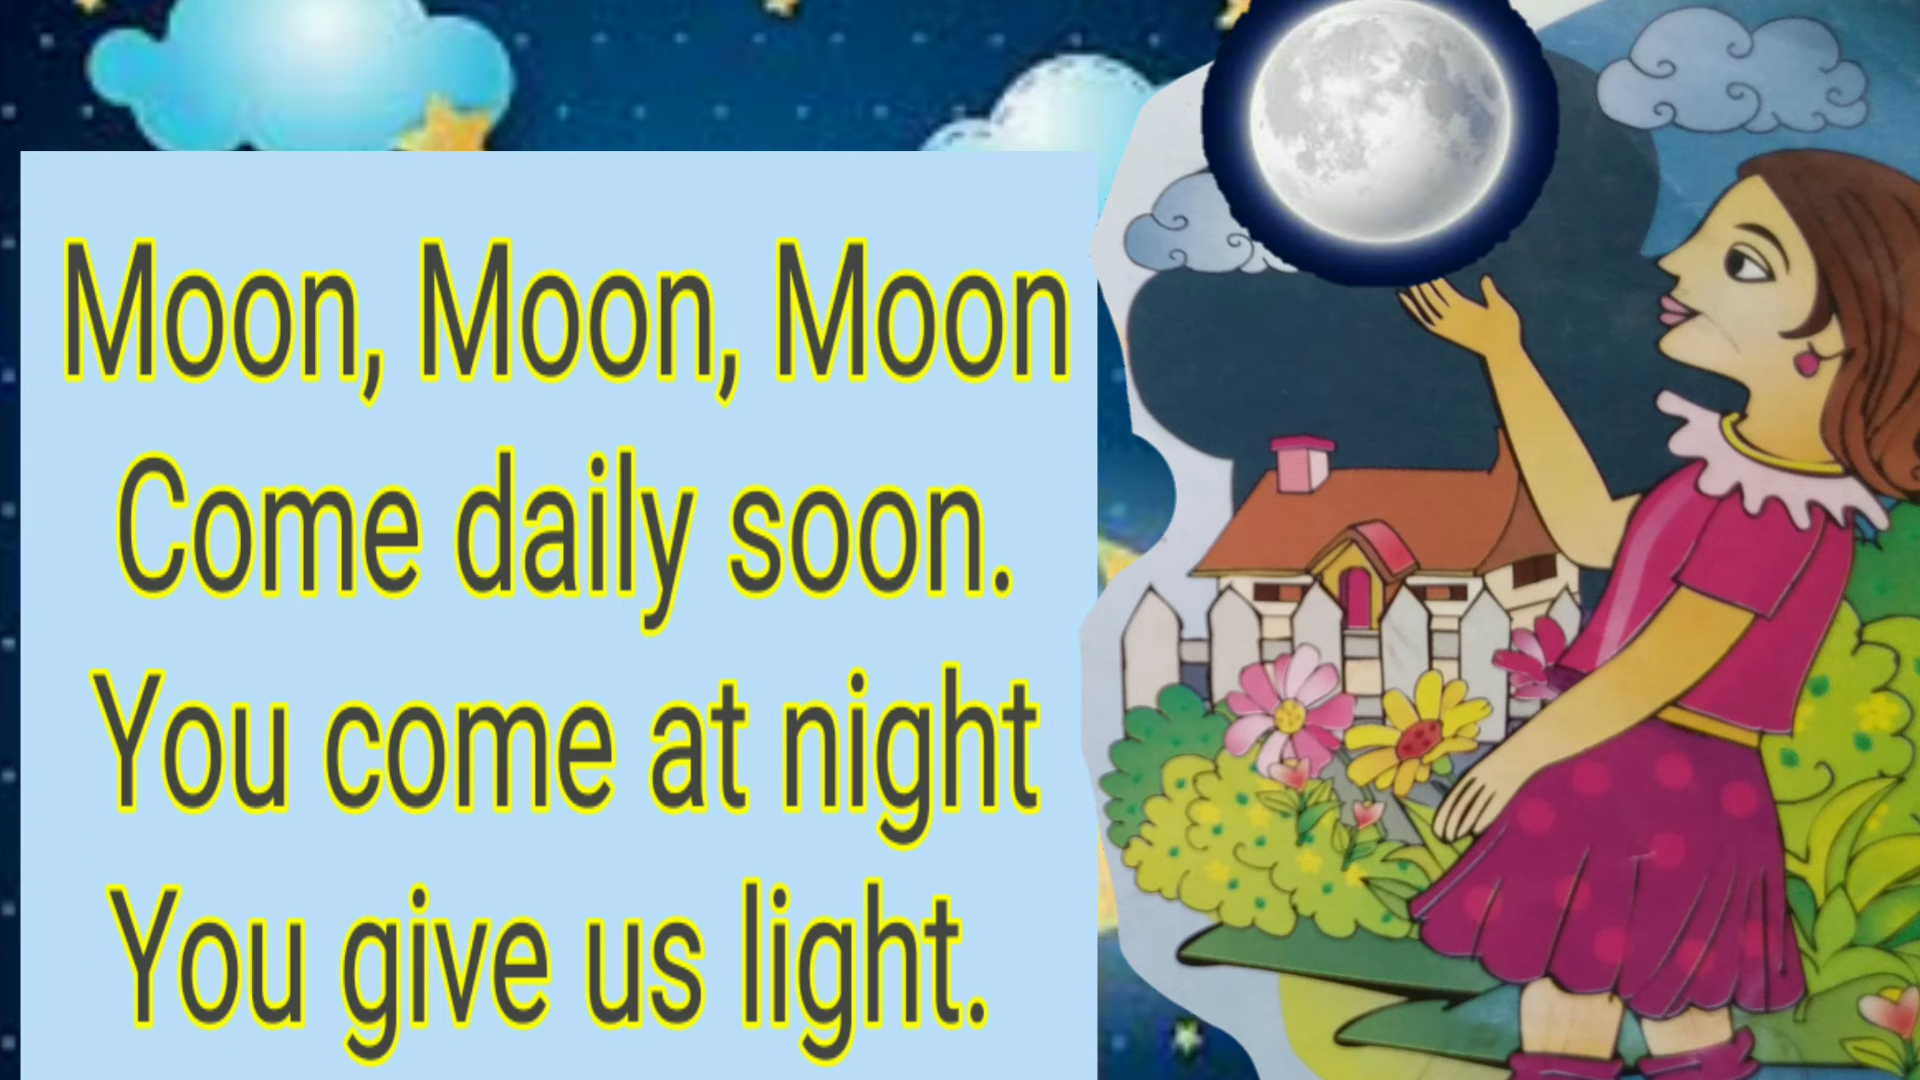 Moon, Moon, Moon
Come daily soon.
You come at night
You give us light.